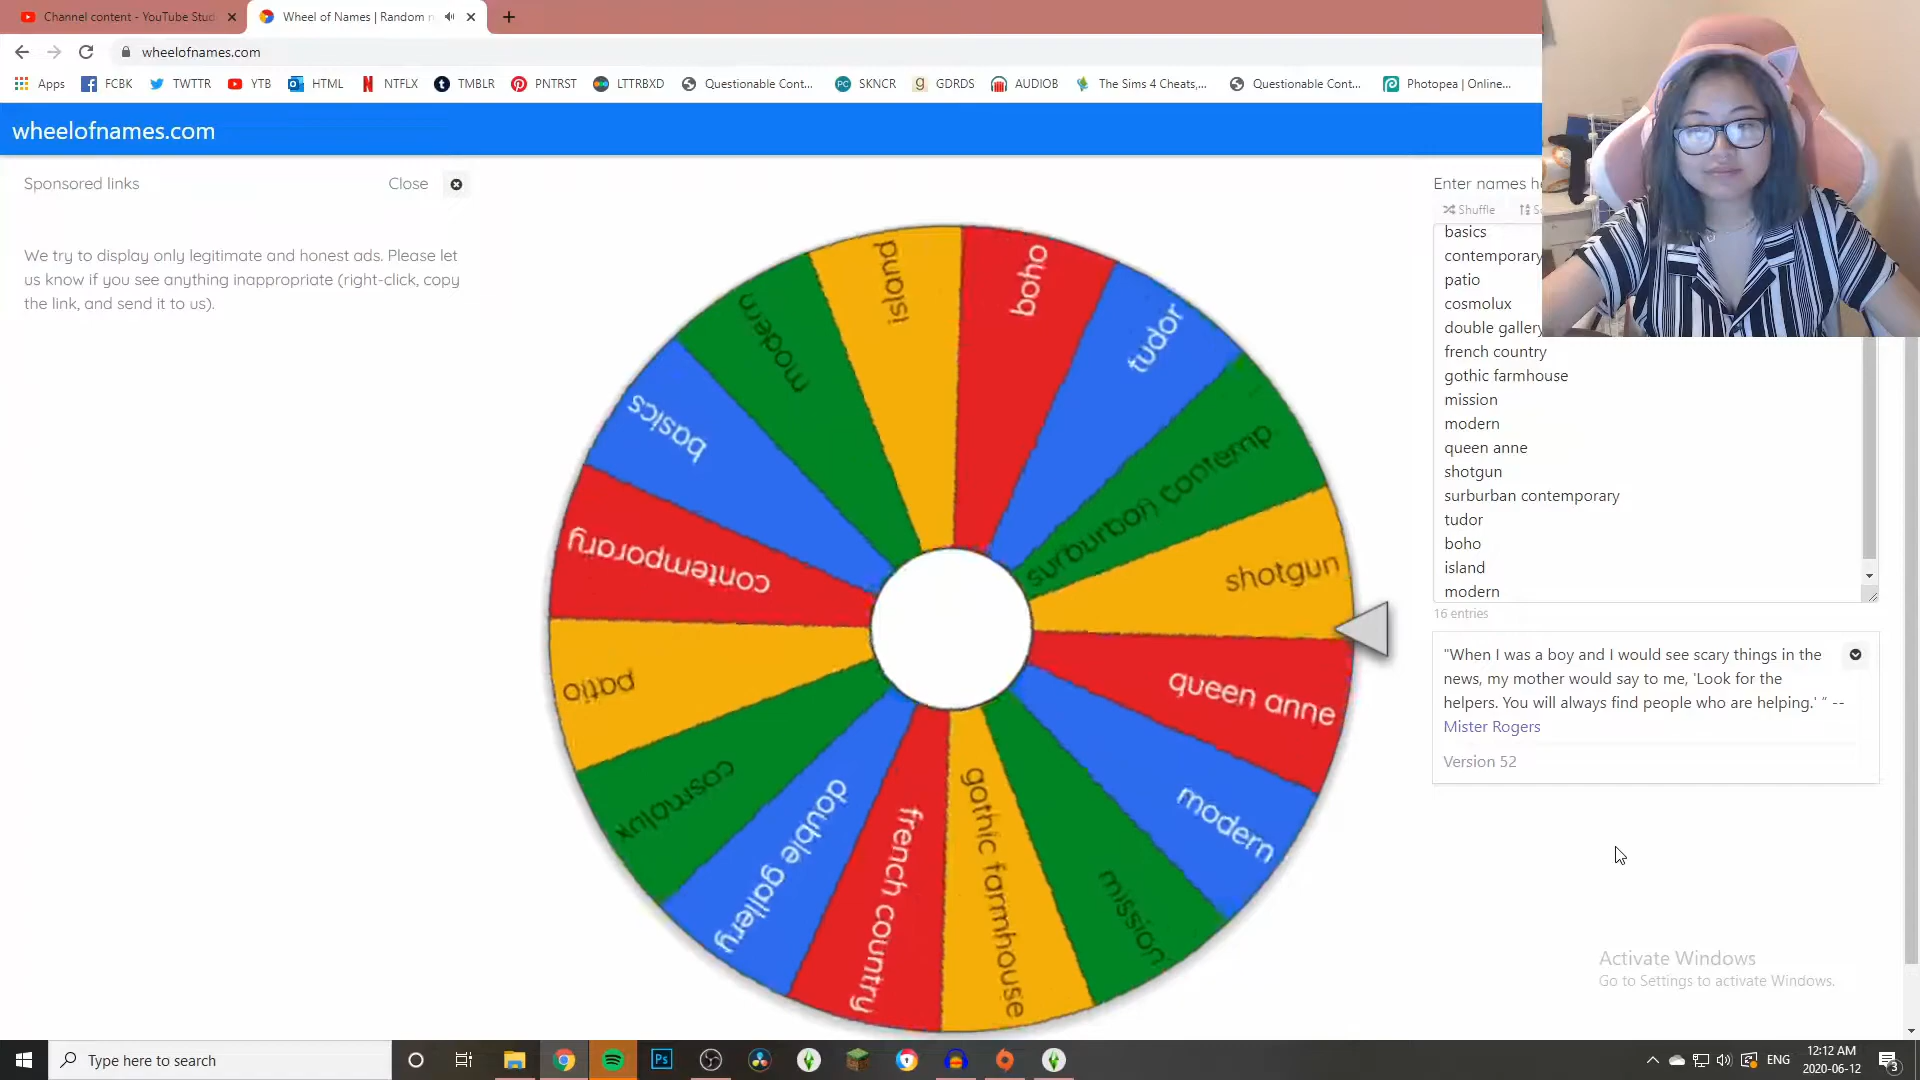 Channel content - YouTube Stud
Wheel of Names | Random n
wheelofnames.com
Apps
FCBK
TWTTR
YTB
HTML
NTFLX
TMBLR
PNTRST
LTTRBXD
Questionable Cont...
SKNCR
GDRDS
AUDIOB
The Sims 4 Cheats,...
Questionable Cont...
Photopea | Online...
wheelofnames.com
Sponsored links
Close
We try to display only legitimate and honest ads. Please let
us know if you see anything inappropriate (right-click, copy
the link, and send it to us).
island
boho
tudor
surburban contemp
shotgun
queen anne
modern
mission
gothic farmhouse
french country
double gallery
cosmolux
patio
contemporary
basics
modern
Enter names he
Shuffle
basics
contemporary
patio
cosmolux
double gallery
french country
gothic farmhouse
mission
modern
queen anne
shotgun
surburban contemporary
tudor
boho
island
modern
16 entries
"When I was a boy and I would see scary things in the
news, my mother would say to me, 'Look for the
helpers. You will always find people who are helping.' " --
Mister Rogers
Version 52
Activate Windows
Go to Settings to activate Windows.
Type here to search
Ps
ENG
12:12 AM
2020-06-12
3